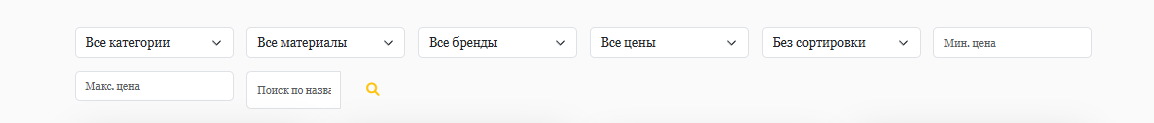 Все категории Все материалы Все бренды Все цены Без сортировки Мин. цена
Макс. цена Поиск по назва